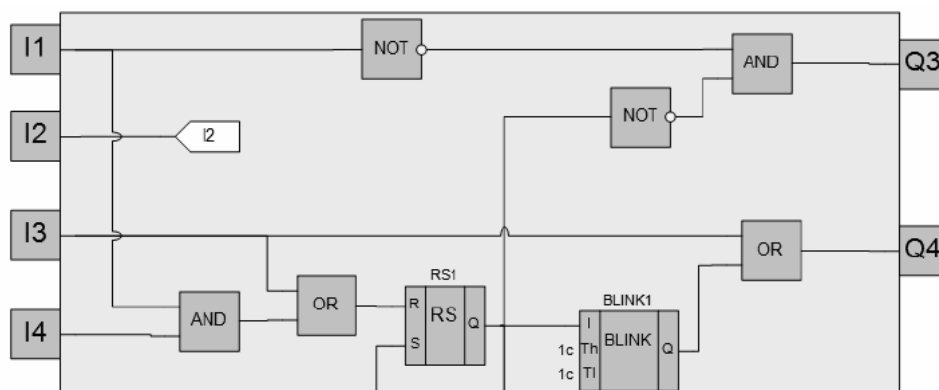 I1
NOT
AND
Q3
NOT
I2
I2
I3
OR
Q4
RS1
BLINK1
OR
R
RS
Q
I
BLINK
Q
AND
S
1c
Th
I4
1c
Tl